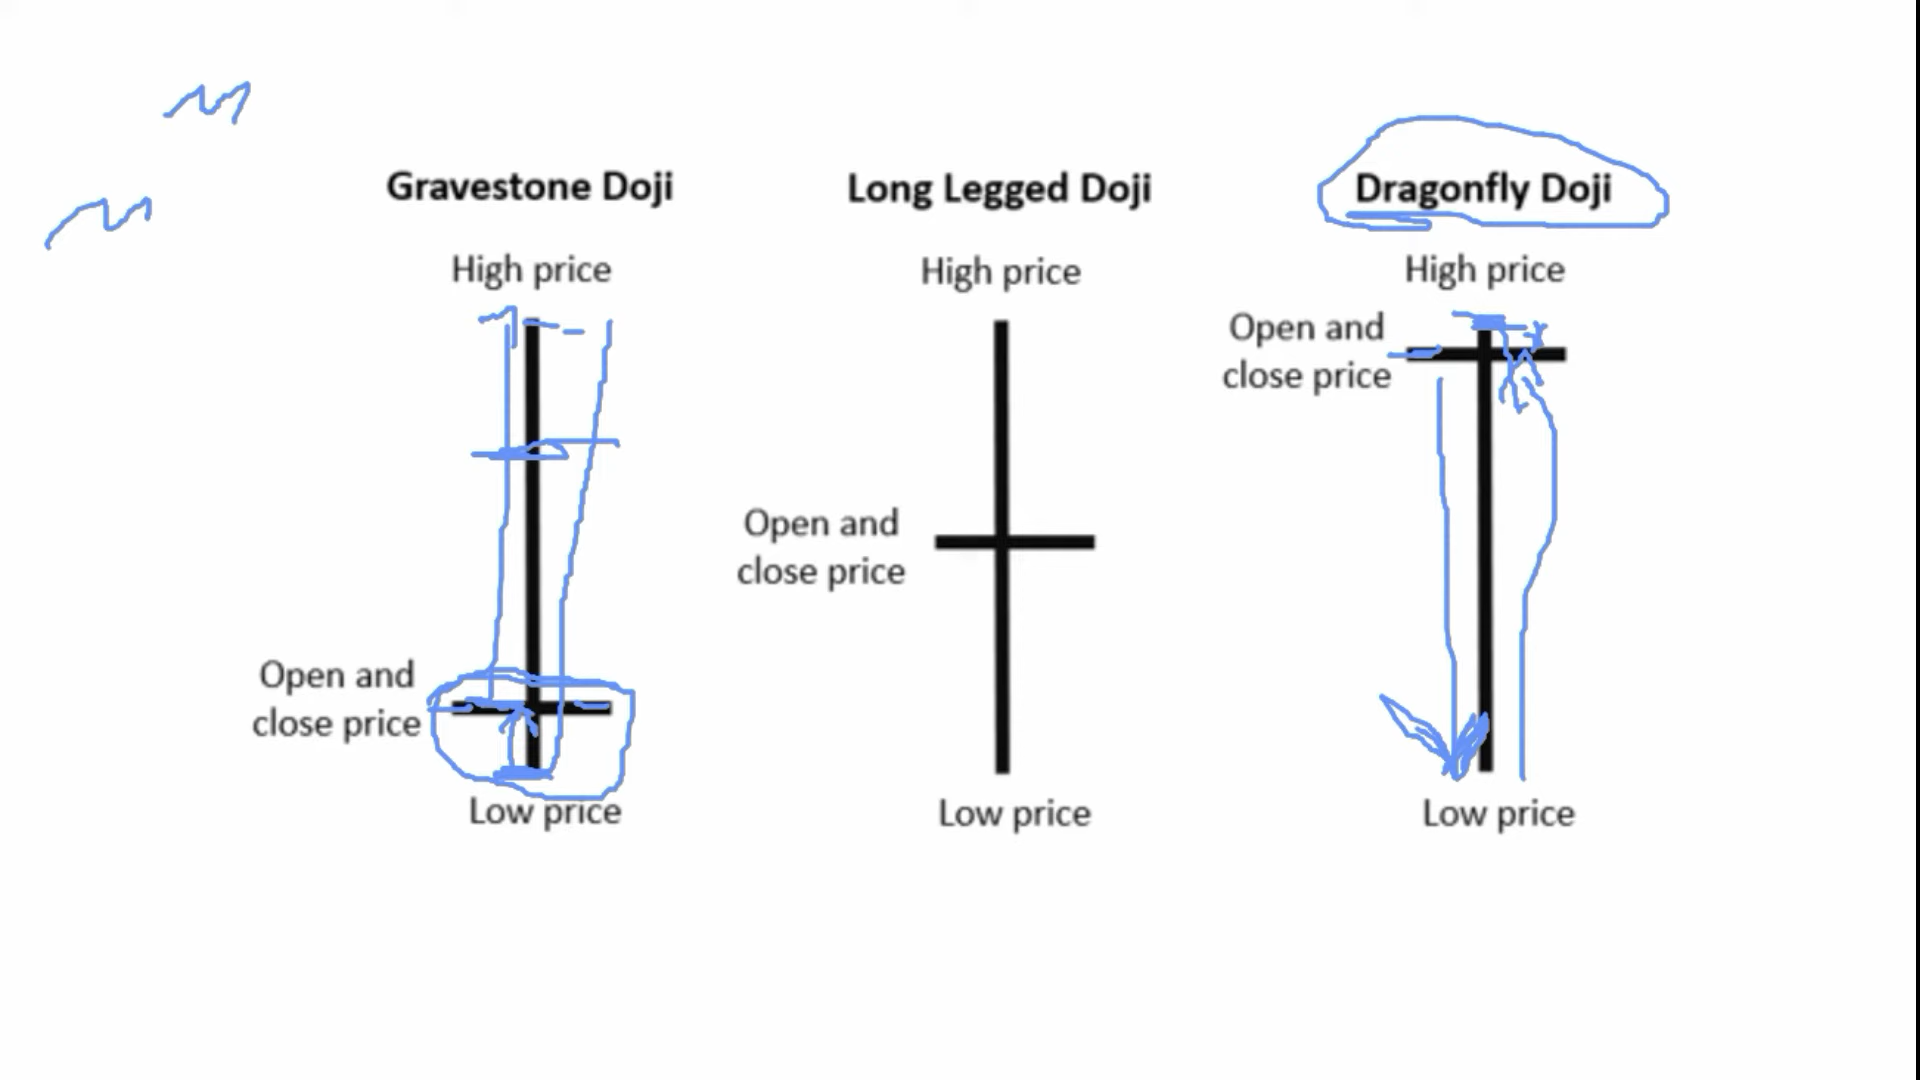 Gravestone Doji
High price
Open and
close price
Low price
Long Legged Doji
High price
Open and
close price
Low price
Dragonfly Doji
High price
Open and
close price
Low price